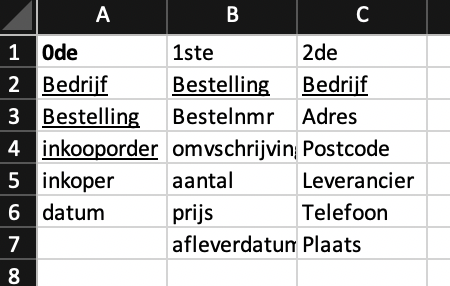 A B C
1 0de 1ste 2de
2 Bedrijf Bestelling Bedrijf
3 Bestelling Bestelnmr Adres
4 inkooporder omvschrijving Postcode
5 inkoper aantal Leverancier
6 datum prijs Telefoon
7 afleverdatum Plaats
8